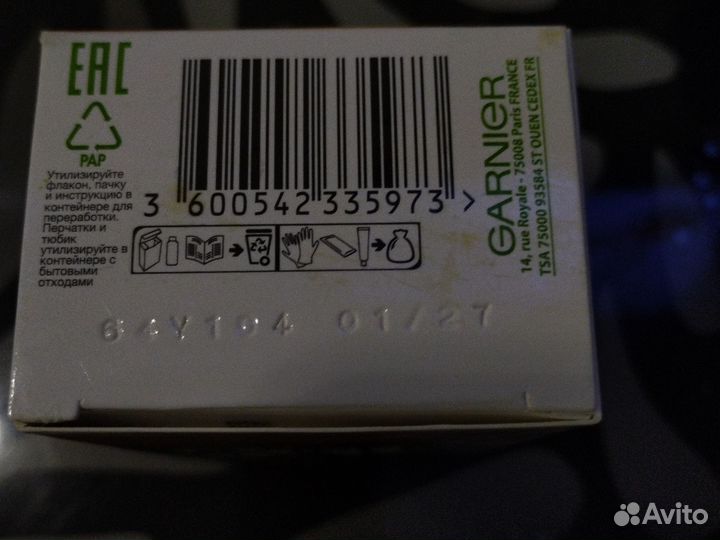 EAC
PAP
Утилизируйте
флакон, пачку
и инструкцию в
контейнере для
переработки.
Перчатки и
тюбик
утилизируйте в
контейнере с
бытовыми
отходами
3 600542 335973 >
GARNIER
14, rue Royale - 75008 Paris FRANCE
TSA 75000 93584 ST OUEN CEDEX FR
64Y194 01/27
Avito